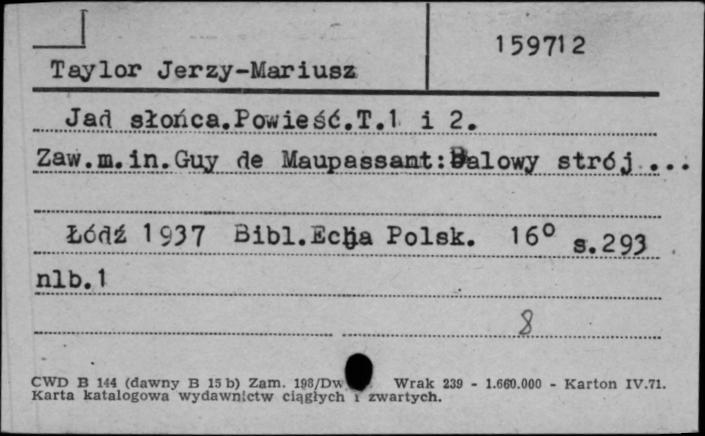 159712
Taylor Jerzy-Mariusz
Jad słońca.Powieść.T.1 i 2.
Zaw.m.in.Guy de Maupassant:Balowy strój...
Łódź 1937 Bibl.Echa Polsk. 16° s.293
nlb.1
8
CWD B 144 (dawny B 15 b) Zam. 198/Dw Wrak 239 - 1.660.000 - Karton IV.71.
Karta katalogowa wydawnictw ciągłych i zwartych.